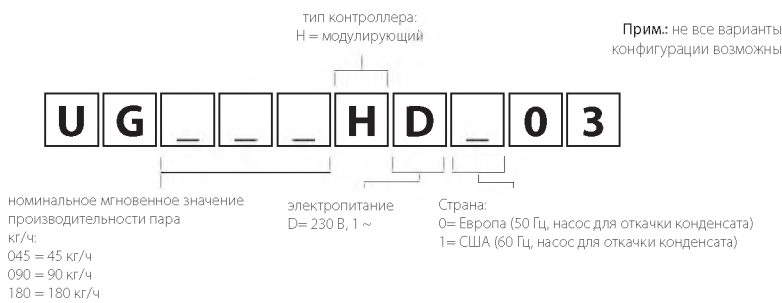 тип контроллера:
H = модулирующий
Прим.: не все варианты
конфигурации возможны
U G _ _ _ H D _ 0 3
номинальное мгновенное значение
производительности пара
кг/ч:
045 = 45 кг/ч
090 = 90 кг/ч
180 = 180 кг/ч
электропитание
D= 230 В, 1 ~
Страна:
0= Европа (50 Гц, насос для откачки конденсата)
1= США (60 Гц, насос для откачки конденсата)